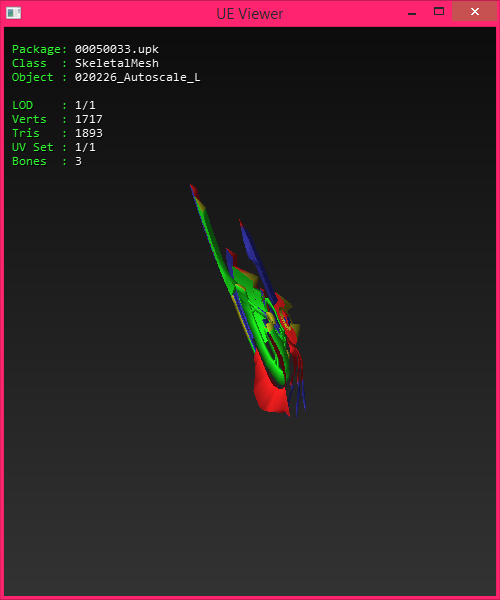 UE Viewer
Package: 00050033.upk
Class : SkeletalMesh
Object : 020226_Autoscale_L
LOD : 1/1
Verts : 1717
Tris : 1893
UV Set : 1/1
Bones : 3